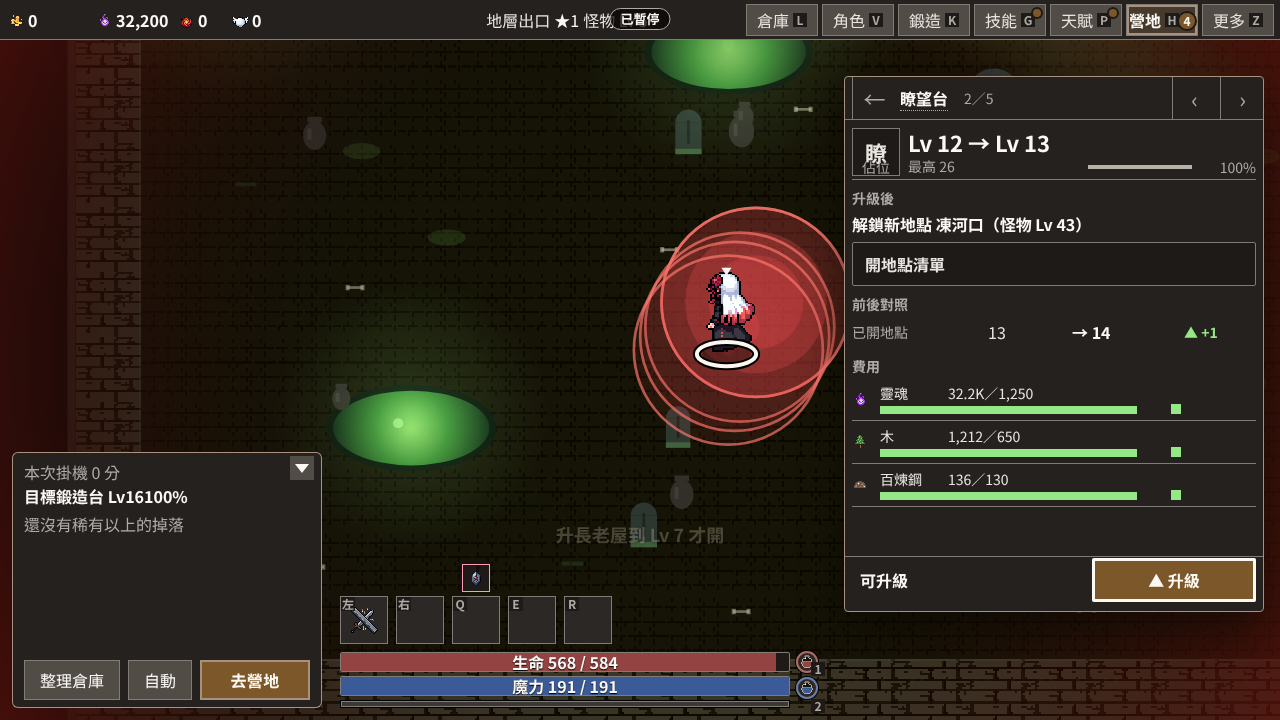 0 32,200 0 0
地層出口 ★1 怪物 已暫停
倉庫 L 角色 V 鍛造 K 技能 G 天賦 P 營地 H 4 更多 Z
瞭望台 2／5
瞭
佔位
Lv 12 → Lv 13
最高 26 100%
升級後
解鎖新地點 凍河口（怪物 Lv 43）
開地點清單
前後對照
已開地點 13 → 14 ▲ +1
費用
靈魂 32.2K／1,250
木 1,212／650
百煉鋼 136／130
可升級 ▲ 升級
本次掛機 0 分
目標鍛造台 Lv16100%
還沒有稀有以上的掉落
整理倉庫 自動 去營地
升長老屋到 Lv 7 才開
左 右 Q E R
生命 568 / 584 1
魔力 191 / 191
2